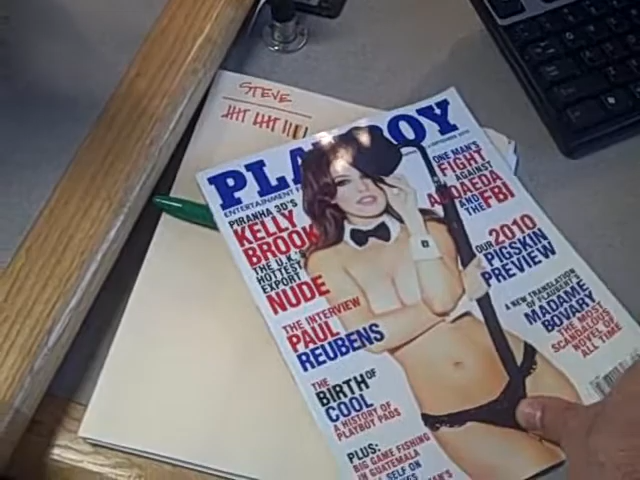 STEVE
PLAYBOY
ENTERTAINMENT F
PIRANHA 3D'S
KELLY
BROOK
THE U.K.'S
HOTTEST
EXPORT
NUDE
THE INTERVIEW
PAUL
REUBENS
THE
BIRTH OF
COOL
A HISTORY OF
PLAYBOY PADS
PLUS:
BIG GAME FISHING
IN GUATEMALA
SELF ON
ONE MAN'S
FIGHT
AGAINST
AL QAEDA
AND THE FBI
OUR 2010
PIGSKIN
PREVIEW
A NEW TRANSLATION
OF FLAUBERT'S
MADAME
BOVARY
THE MOST
SCANDALOUS
NOVEL OF
ALL TIME